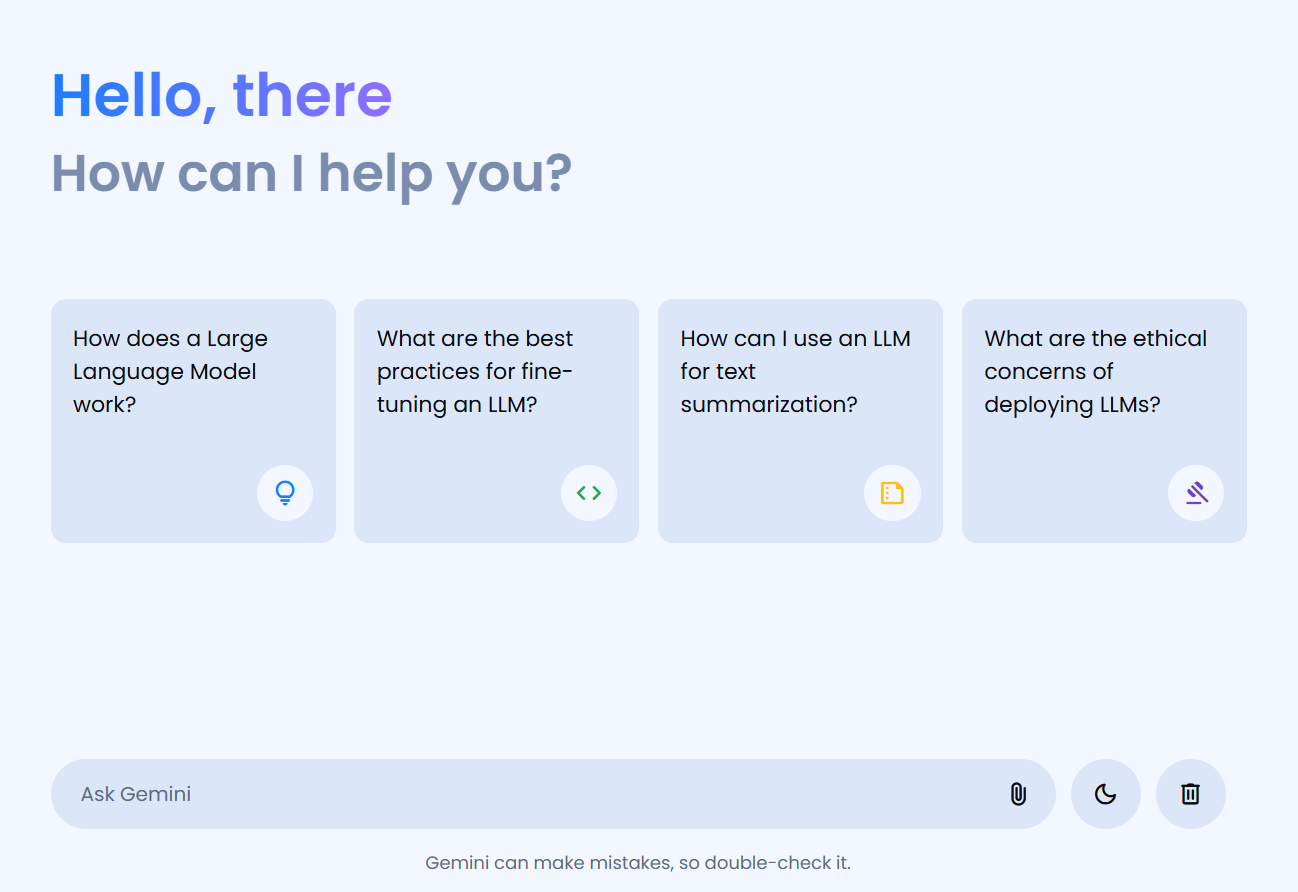 Hello, there
How can I help you?
How does a Large
Language Model
work?
What are the best
practices for fine-
tuning an LLM?
How can I use an LLM
for text
summarization?
What are the ethical
concerns of
deploying LLMs?
Ask Gemini
Gemini can make mistakes, so double-check it.